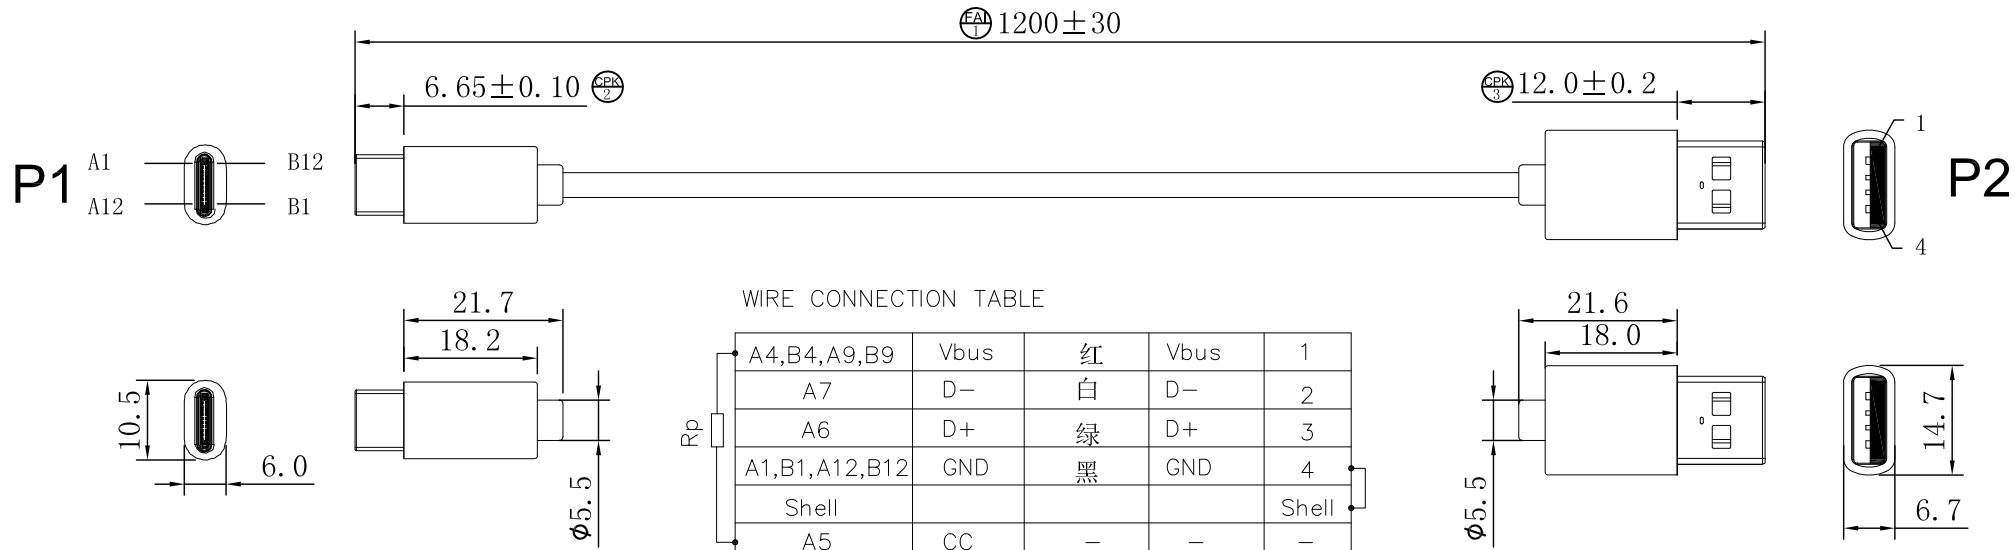 FAI 1 1200±30
6.65±0.10 CPK 2
CPK 3 12.0±0.2
P1
A1 B12
A12 B1
1
4
P2
21.7
18.2
10.5
6.0
ϕ5.5
WIRE CONNECTION TABLE
Rp
A4,B4,A9,B9 Vbus 红 Vbus 1
A7 D− 白 D− 2
A6 D+ 绿 D+ 3
A1,B1,A12,B12 GND 黑 GND 4
Shell Shell
A5 CC − − −
21.6
18.0
ϕ5.5
14.7
6.7